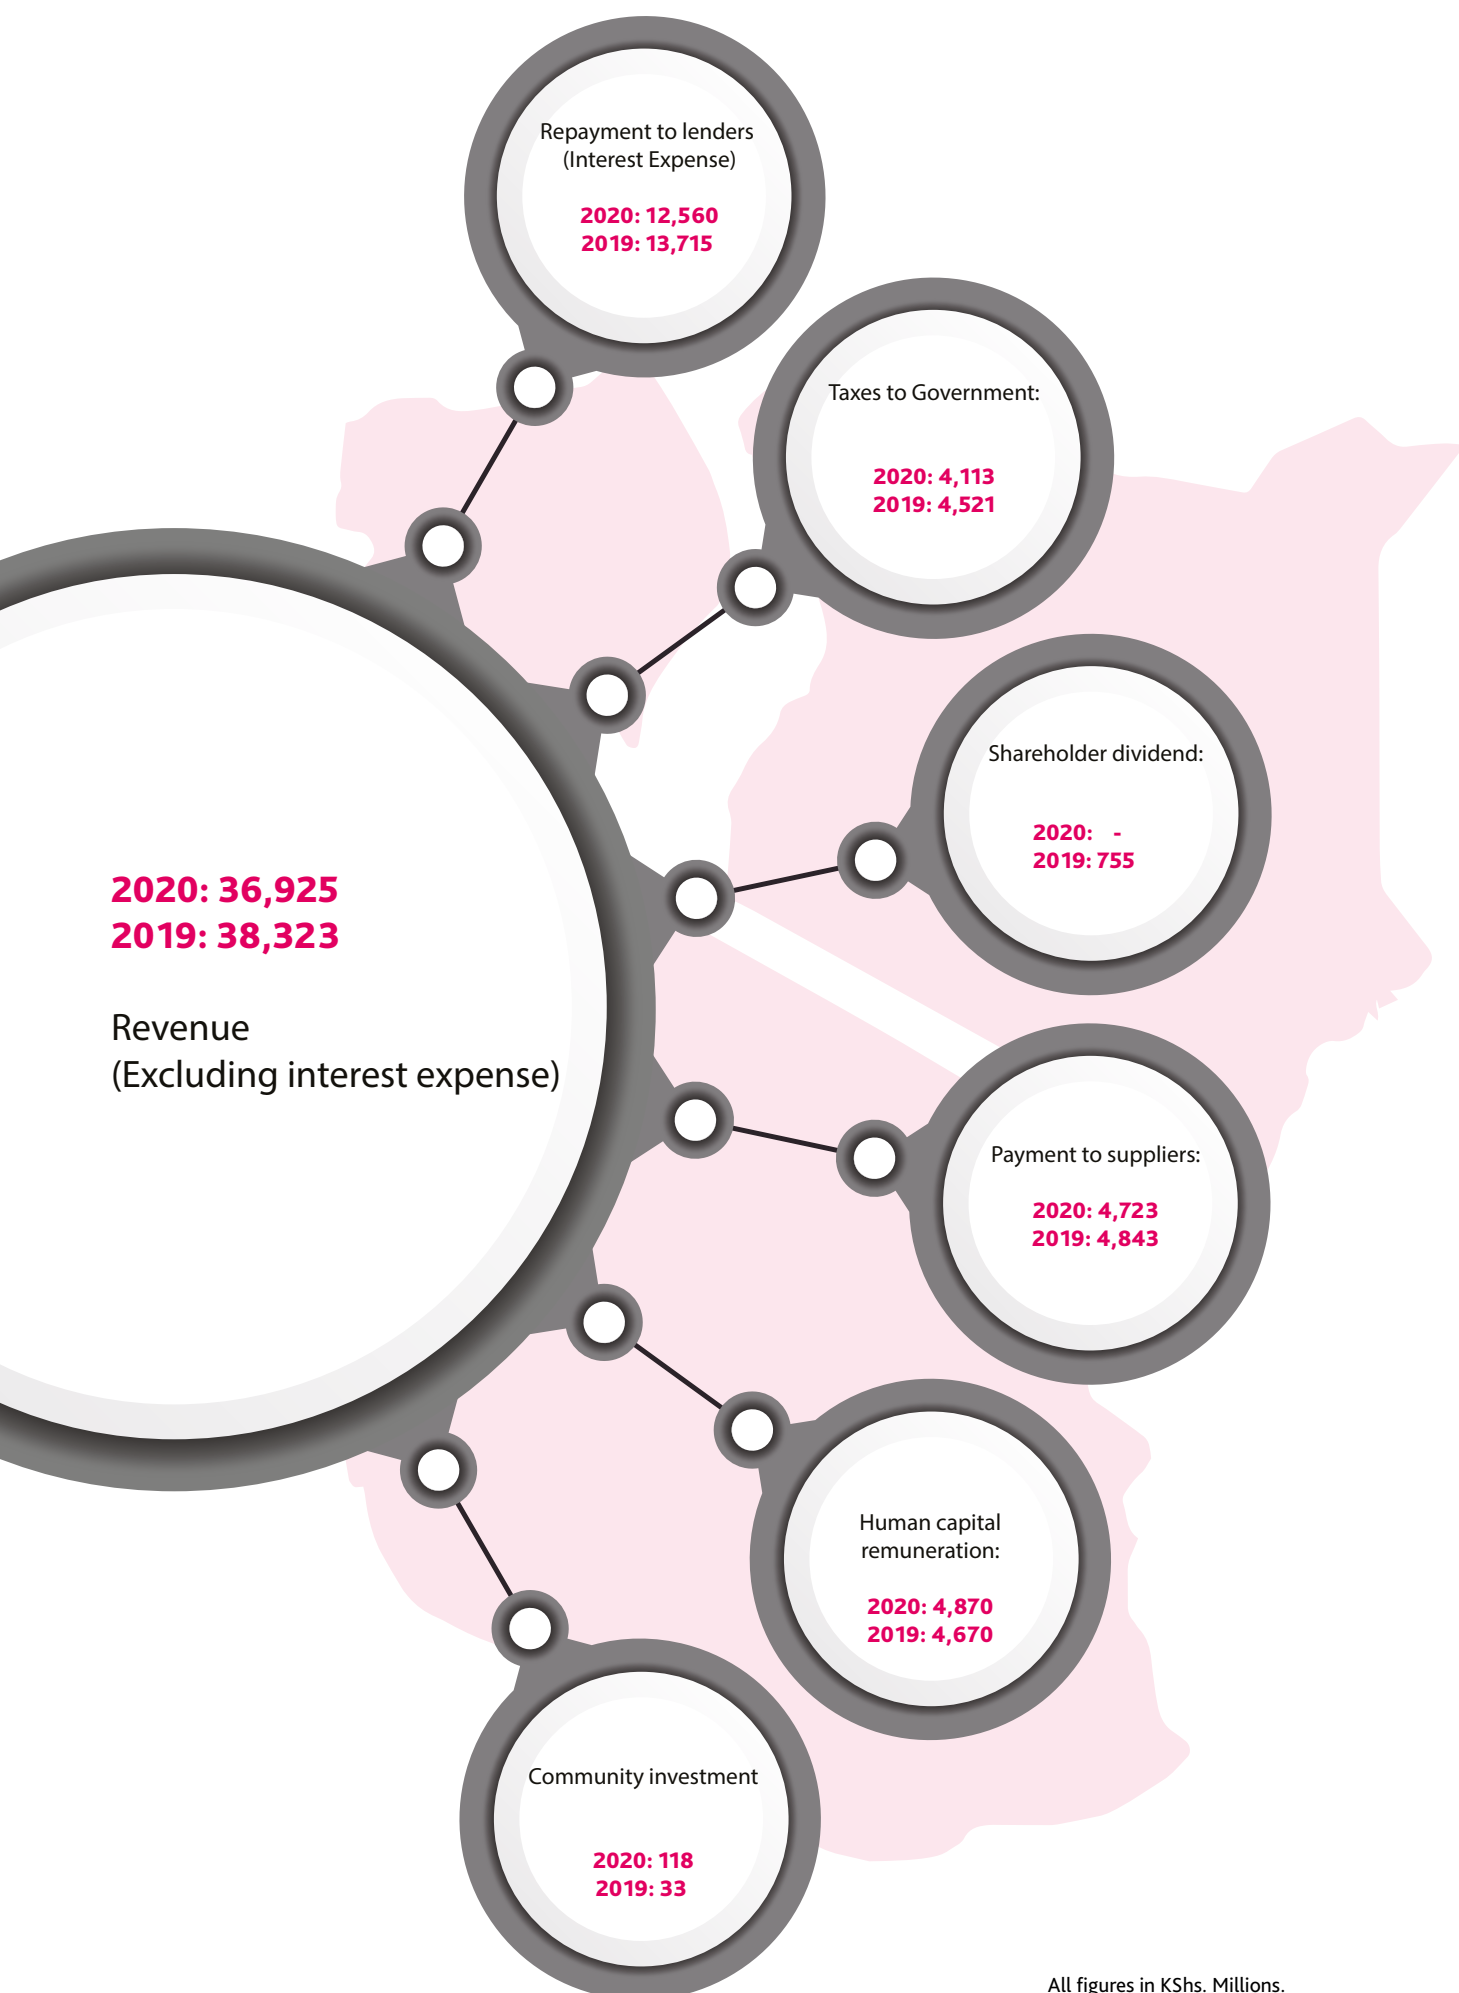 Repayment to lenders
(Interest Expense)
2020: 12,560
2019: 13,715
Taxes to Government:
2020: 4,113
2019: 4,521
Shareholder dividend:
2020: -
2019: 755
2020: 36,925
2019: 38,323
Revenue
(Excluding interest expense)
Payment to suppliers:
2020: 4,723
2019: 4,843
Human capital
remuneration:
2020: 4,870
2019: 4,670
Community investment
2020: 118
2019: 33
All figures in KShs. Millions.